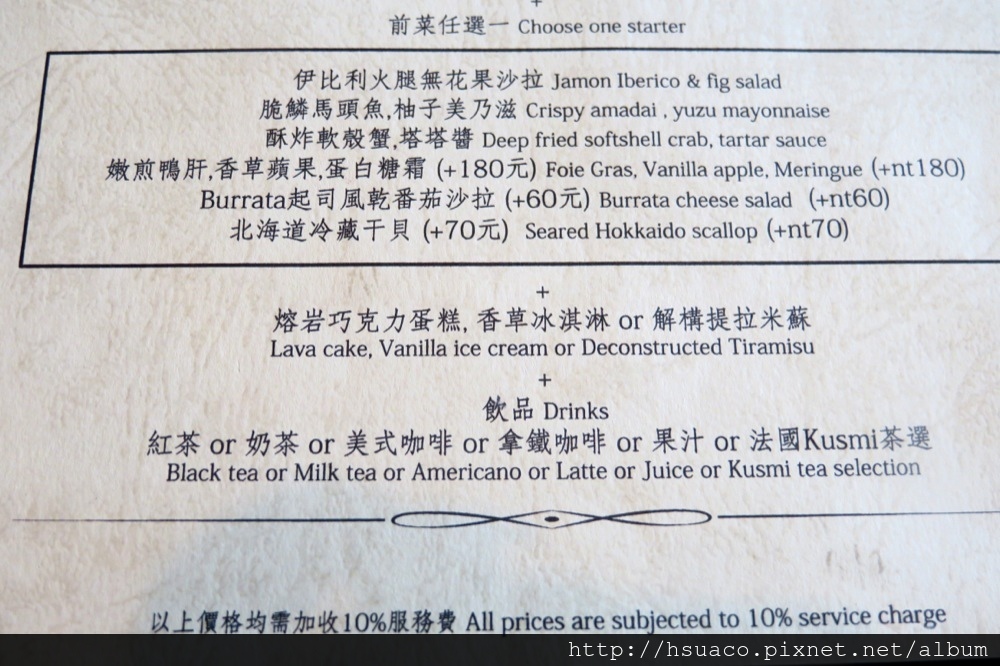 +
前菜任選一 Choose one starter
伊比利火腿無花果沙拉 Jamon Iberico & fig salad
脆鱗馬頭魚,柚子美乃滋 Crispy amadai , yuzu mayonnaise
酥炸軟殼蟹,塔塔醬 Deep fried softshell crab, tartar sauce
嫩煎鴨肝,香草蘋果,蛋白糖霜 (+180元) Foie Gras, Vanilla apple, Meringue (+nt180)
Burrata起司風乾番茄沙拉 (+60元) Burrata cheese salad (+nt60)
北海道冷藏干貝 (+70元) Seared Hokkaido scallop (+nt70)
+
熔岩巧克力蛋糕, 香草冰淇淋 or 解構提拉米蘇
Lava cake, Vanilla ice cream or Deconstructed Tiramisu
+
飲品 Drinks
紅茶 or 奶茶 or 美式咖啡 or 拿鐵咖啡 or 果汁 or 法國Kusmi茶選
Black tea or Milk tea or Americano or Latte or Juice or Kusmi tea selection
以上價格均需加收10%服務費 All prices are subjected to 10% service charge
http://hsuaco.pixnet.net/album